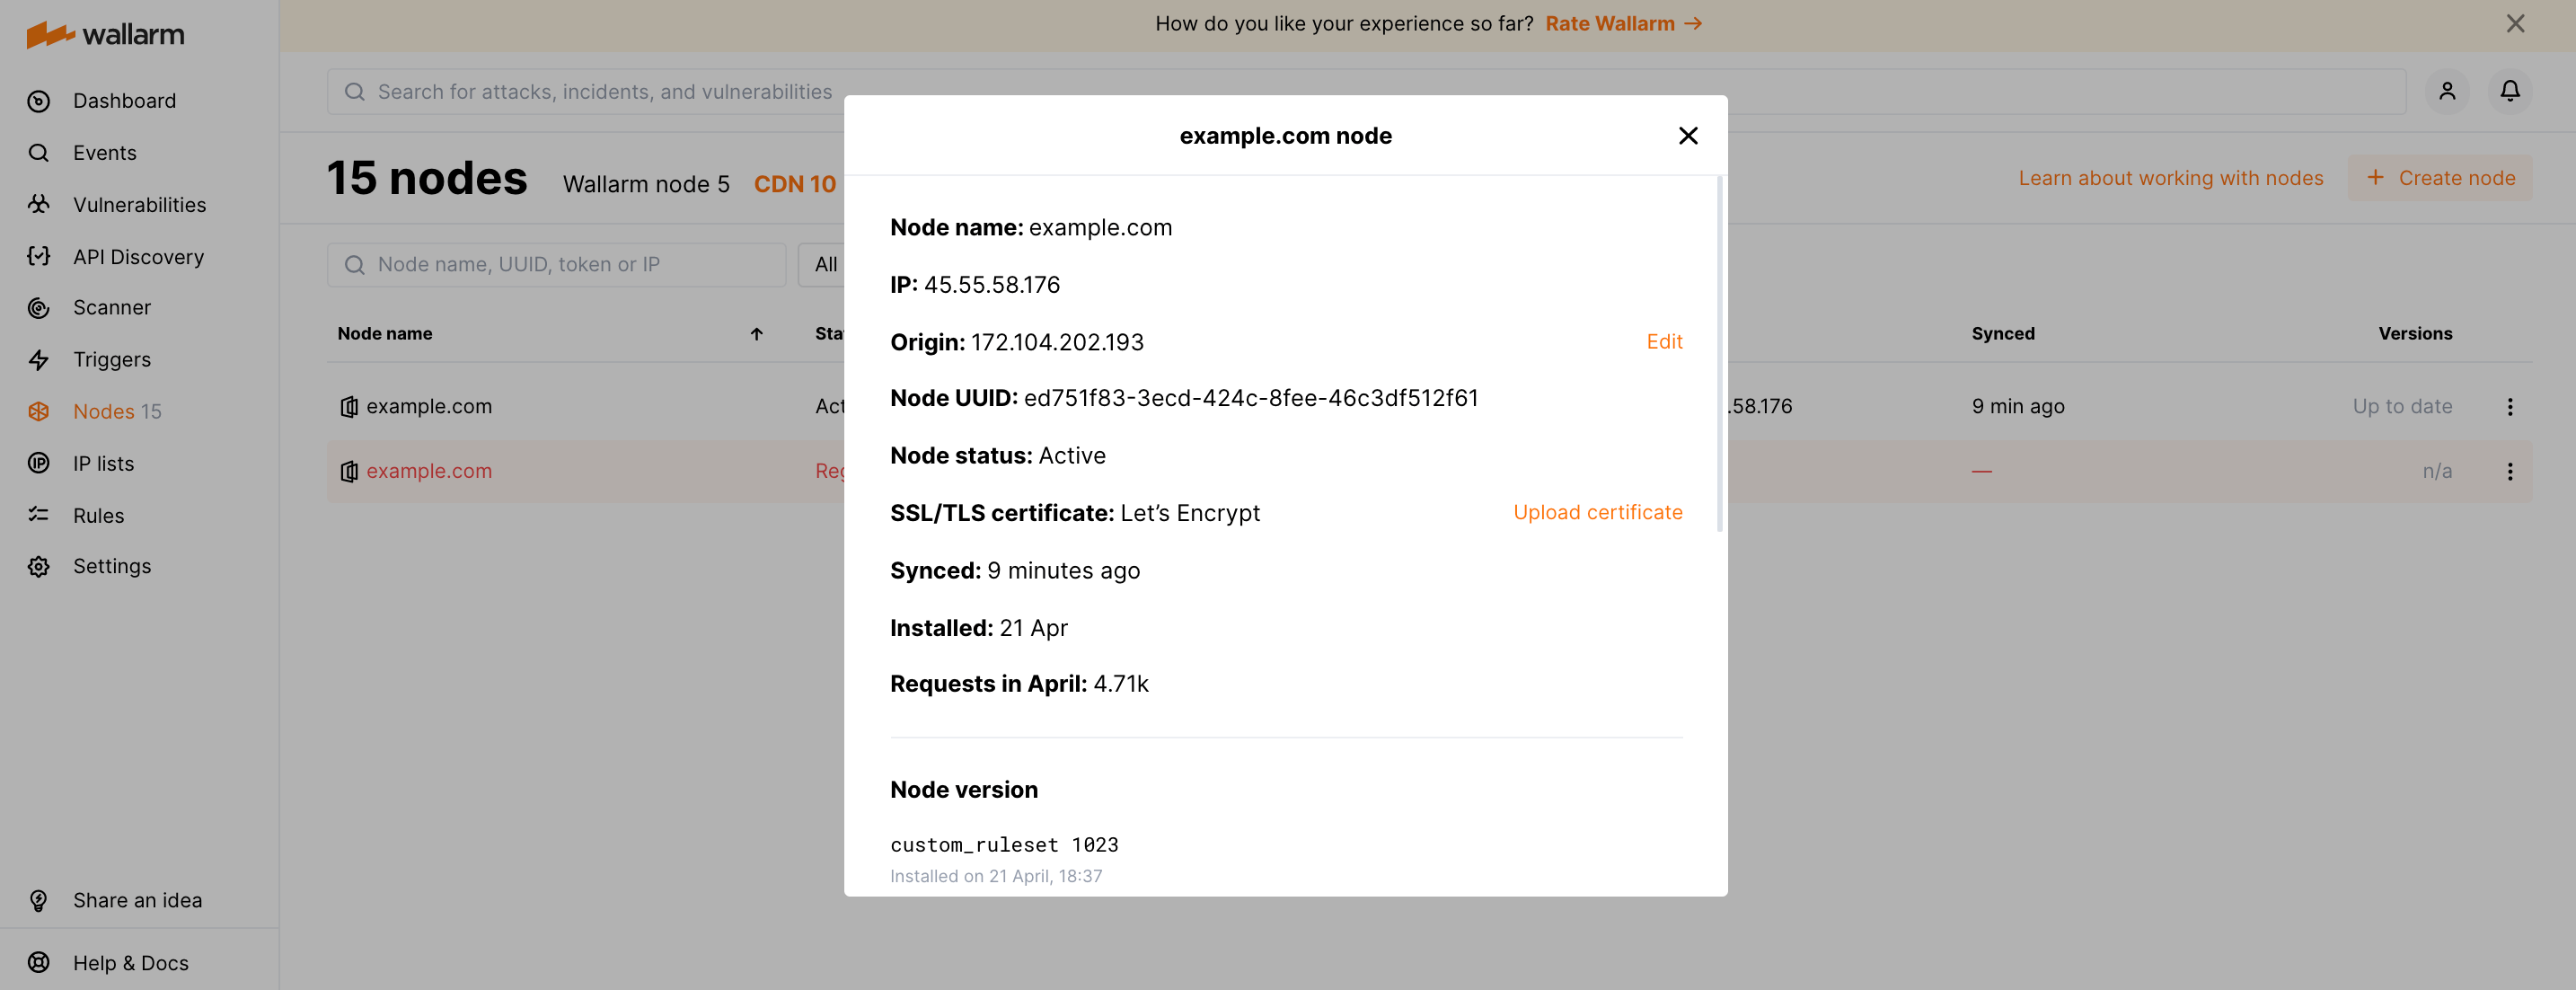 wallarm
How do you like your experience so far? Rate Wallarm →
Search for attacks, incidents, and vulnerabilities
Dashboard
Events
Vulnerabilities
API Discovery
Scanner
Triggers
Nodes 15
IP lists
Rules
Settings
Share an idea
Help & Docs
15 nodes Wallarm node 5 CDN 10
Learn about working with nodes
+ Create node
Node name, UUID, token or IP
All
Node name ↑ Sta Synced Versions
example.com Act .58.176 9 min ago Up to date
example.com Reg — n/a
example.com node
Node name: example.com
IP: 45.55.58.176
Origin: 172.104.202.193 Edit
Node UUID: ed751f83-3ecd-424c-8fee-46c3df512f61
Node status: Active
SSL/TLS certificate: Let’s Encrypt Upload certificate
Synced: 9 minutes ago
Installed: 21 Apr
Requests in April: 4.71k
Node version
custom_ruleset 1023
Installed on 21 April, 18:37